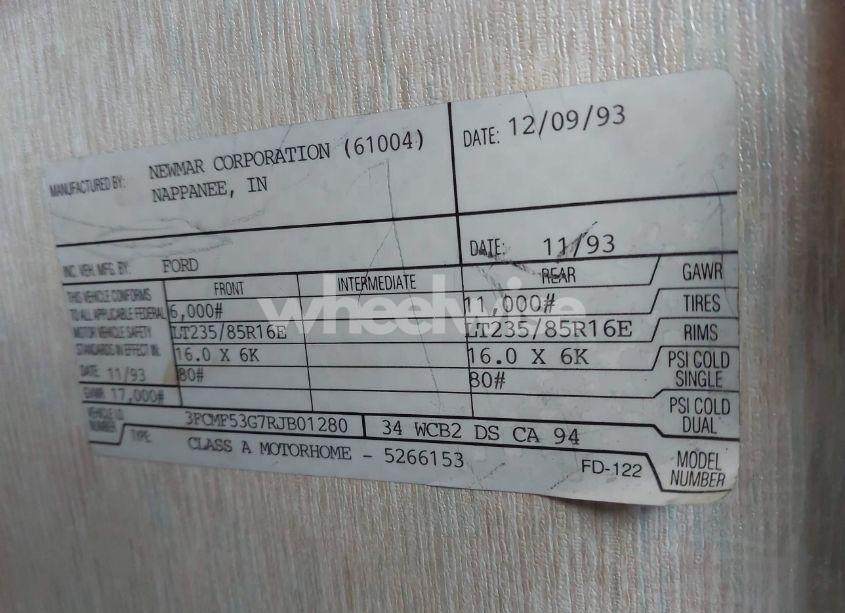 MANUFACTURED BY: NEWMAR CORPORATION (61004)
NAPPANEE, IN
DATE: 12/09/93
INC. VEH. MFG. BY: FORD
DATE: 11/93
THIS VEHICLE CONFORMS
TO ALL APPLICABLE FEDERAL
MOTOR VEHICLE SAFETY
STANDARDS IN EFFECT IN:
DATE: 11/93
GVWR 17,000#
FRONT INTERMEDIATE REAR GAWR
6,000# 11,000# TIRES
LT235/85R16E LT235/85R16E RIMS
16.0 X 6K 16.0 X 6K PSI COLD
SINGLE
80# 80#
PSI COLD
DUAL
VEHICLE I.D.
NUMBER 3FCMF53G7RJB01280 34 WCB2 DS CA 94
MODEL
NUMBER
TYPE: CLASS A MOTORHOME - 5266153 FD-122
wheelwise